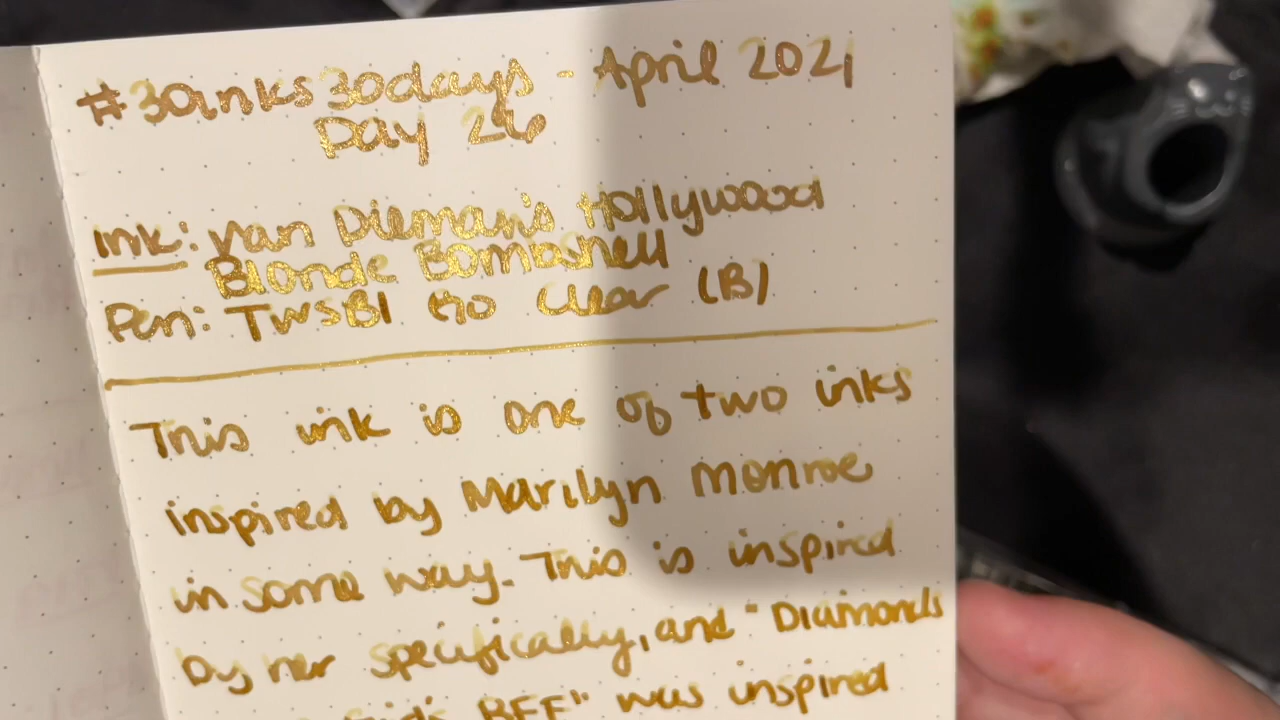 #30inks30days - April 2021
Day 26
Ink: Van Dieman's Hollywood
Blonde Bombshell
Pen: TWSBI Go Clear (B)
This ink is one of two inks
inspired by Marilyn Monroe
in some way. This is inspired
by her specifically, and "Diamonds
BFF" was inspired